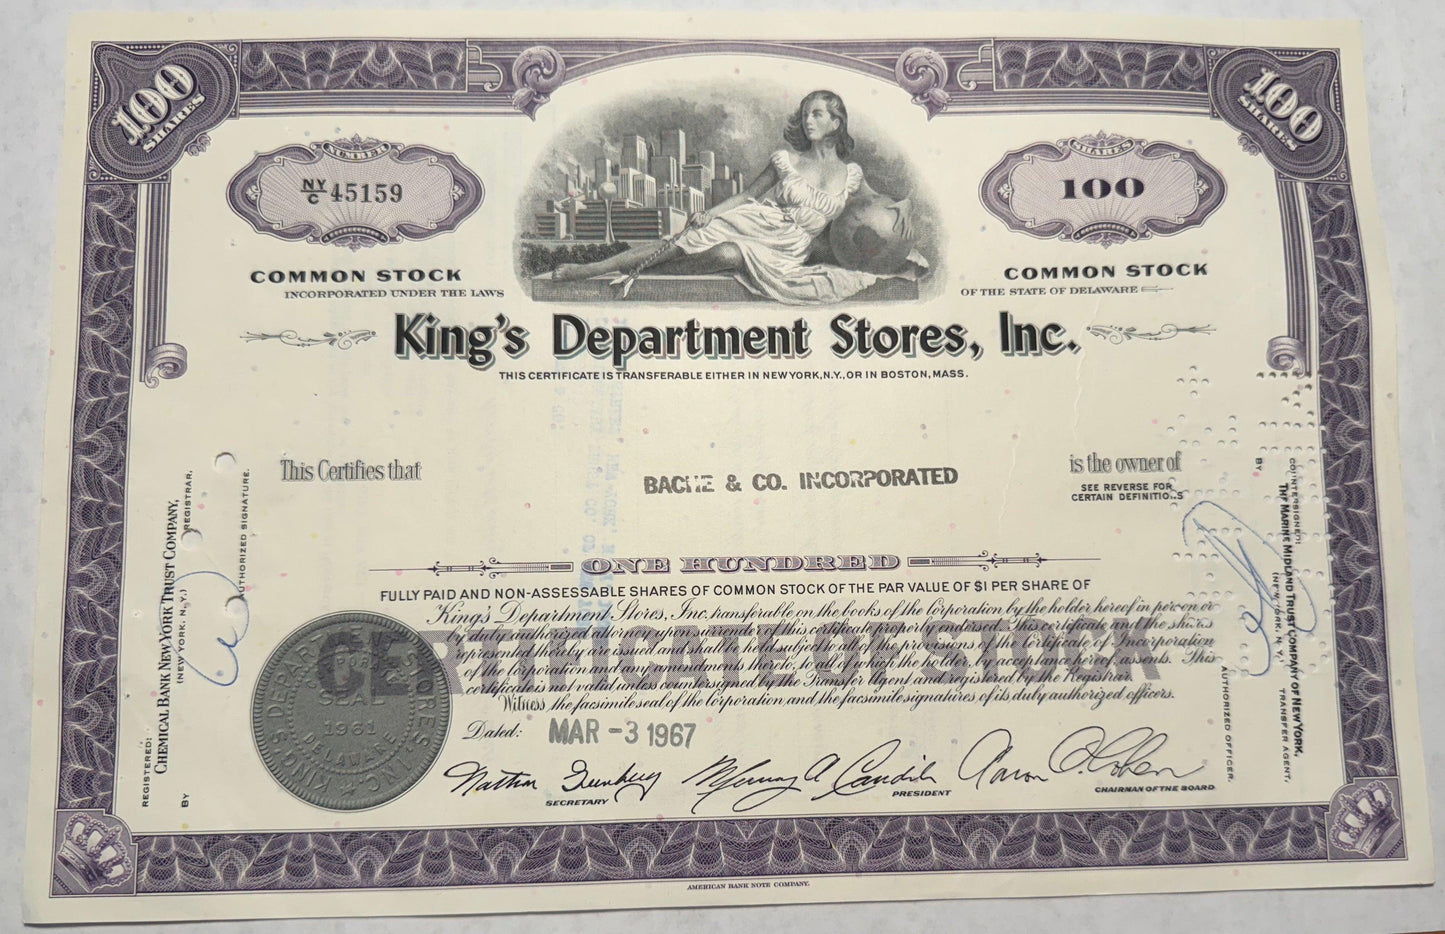 100
SHARES
100
SHARES
NUMBER
NY/C 45159
SHARES
100
COMMON STOCK
INCORPORATED UNDER THE LAWS
COMMON STOCK
OF THE STATE OF DELAWARE
King's Department Stores, Inc.
THIS CERTIFICATE IS TRANSFERABLE EITHER IN NEW YORK, N.Y., OR IN BOSTON, MASS.
This Certifies that
BACHE & CO. INCORPORATED
is the owner of
SEE REVERSE FOR
CERTAIN DEFINITIONS
ONE HUNDRED
FULLY PAID AND NON-ASSESSABLE SHARES OF COMMON STOCK OF THE PAR VALUE OF $1 PER SHARE OF
King's Department Stores, Inc. transferable on the books of the Corporation by the holder hereof in person or
by duly authorized attorney upon surrender of this certificate properly endorsed. This certificate and the shares
represented hereby are issued and shall be held subject to all of the provisions of the Certificate of Incorporation
of the corporation and any amendments thereto, to all of which the holder, by acceptance hereof, assents. This
certificate is not valid unless countersigned by the Transfer Agent and registered by the Registrar.
Witness the facsimile seal of the Corporation and the facsimile signatures of its duly authorized officers.
Dated:
MAR -3 1967
KING'S DEPARTMENT STORES, INC.
SEAL
1961
DELAWARE
SECRETARY
PRESIDENT
Aaron
CHAIRMAN OF THE BOARD
REGISTERED:
CHEMICAL BANK NEW YORK TRUST COMPANY,
(NEW YORK, N.Y.)
REGISTRAR,
BY
AUTHORIZED SIGNATURE.
COUNTERSIGNED:
THE MARINE MIDLAND TRUST COMPANY OF NEW YORK,
(NEW YORK, N.Y.)
TRANSFER AGENT,
BY
AUTHORIZED OFFICER.
AMERICAN BANK NOTE COMPANY.